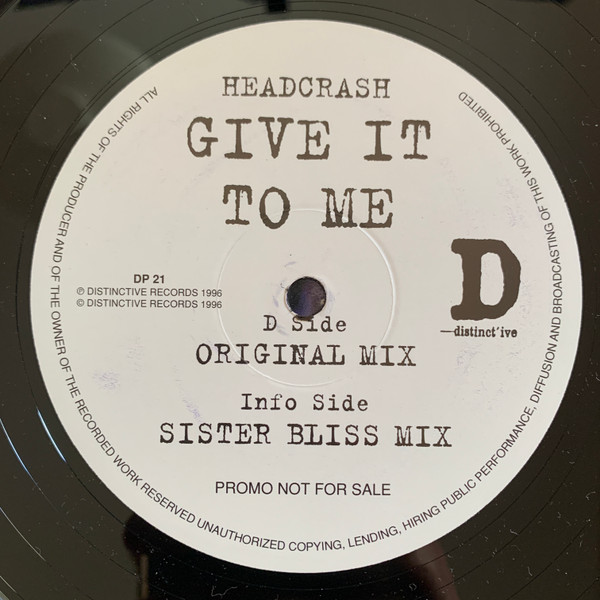 HEADCRASH
GIVE IT
TO ME
DP 21
℗ DISTINCTIVE RECORDS 1996
© DISTINCTIVE RECORDS 1996
D
—distinct'ive
D Side
ORIGINAL MIX
Info Side
SISTER BLISS MIX
PROMO NOT FOR SALE
ALL RIGHTS OF THE PRODUCER AND OF THE OWNER OF THE RECORDED WORK RESERVED UNAUTHORIZED COPYING, LENDING, HIRING PUBLIC PERFORMANCE, DIFFUSION AND BROADCASTING OF THIS WORK PROHIBITED